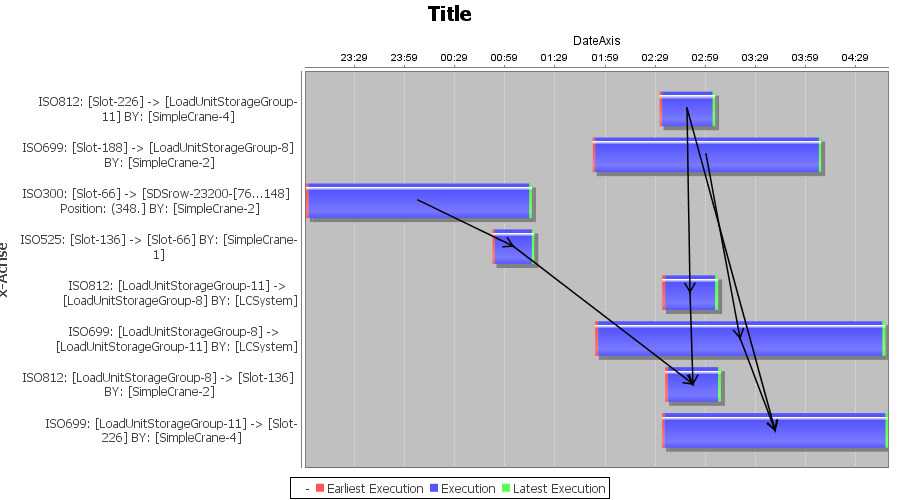 Title
DateAxis
23:29 23:59 00:29 00:59 01:29 01:59 02:29 02:59 03:29 03:59 04:29
ISO812: [Slot-226] -> [LoadUnitStorageGroup-
11] BY: [SimpleCrane-4]
ISO699: [Slot-188] -> [LoadUnitStorageGroup-8]
BY: [SimpleCrane-2]
ISO300: [Slot-66] -> [SDSrow-23200-[76...148]
Position: (348.] BY: [SimpleCrane-2]
ISO525: [Slot-136] -> [Slot-66] BY: [SimpleCrane-
1]
x-Achse
ISO812: [LoadUnitStorageGroup-11] ->
[LoadUnitStorageGroup-8] BY: [LCSystem]
ISO699: [LoadUnitStorageGroup-8] ->
[LoadUnitStorageGroup-11] BY: [LCSystem]
ISO812: [LoadUnitStorageGroup-8] -> [Slot-136]
BY: [SimpleCrane-2]
ISO699: [LoadUnitStorageGroup-11] -> [Slot-
226] BY: [SimpleCrane-4]
- Earliest Execution Execution Latest Execution